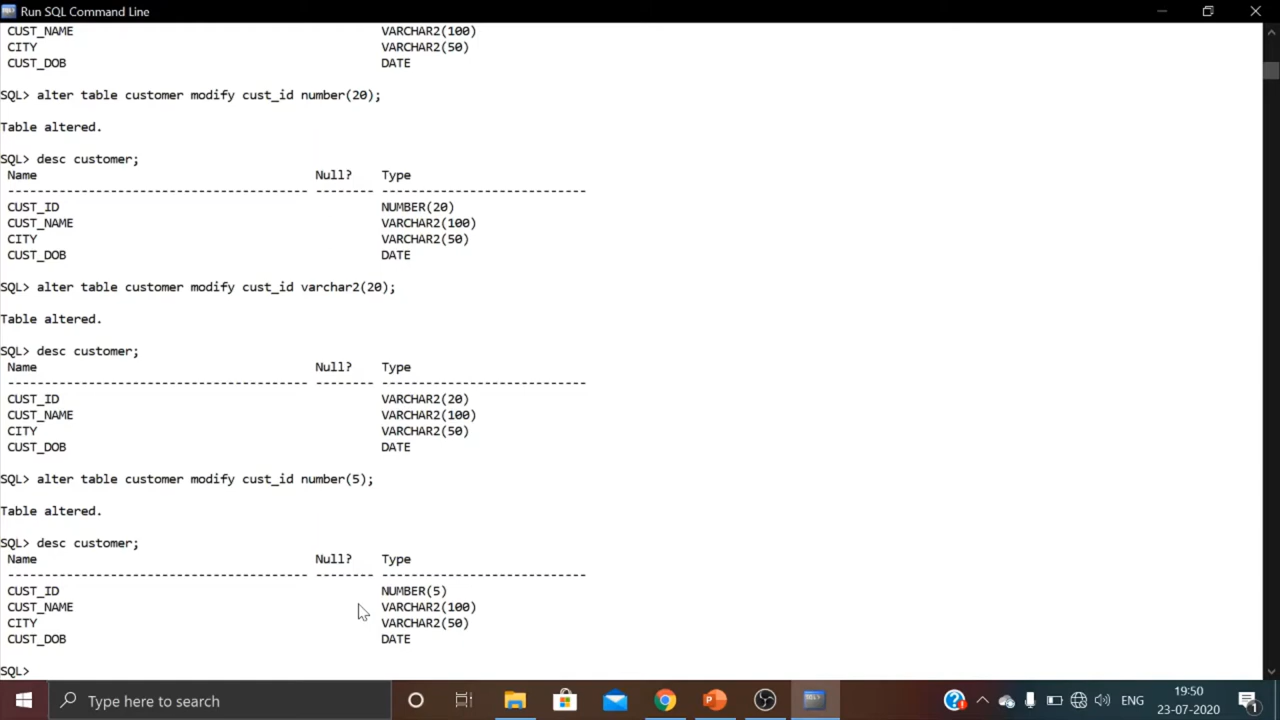 Run SQL Command Line
CUST_NAME VARCHAR2(100)
CITY VARCHAR2(50)
CUST_DOB DATE
SQL> alter table customer modify cust_id number(20);
Table altered.
SQL> desc customer;
Name Null? Type
----------------------------------------- -------- ----------------------------
CUST_ID NUMBER(20)
CUST_NAME VARCHAR2(100)
CITY VARCHAR2(50)
CUST_DOB DATE
SQL> alter table customer modify cust_id varchar2(20);
Table altered.
SQL> desc customer;
Name Null? Type
----------------------------------------- -------- ----------------------------
CUST_ID VARCHAR2(20)
CUST_NAME VARCHAR2(100)
CITY VARCHAR2(50)
CUST_DOB DATE
SQL> alter table customer modify cust_id number(5);
Table altered.
SQL> desc customer;
Name Null? Type
----------------------------------------- -------- ----------------------------
CUST_ID NUMBER(5)
CUST_NAME VARCHAR2(100)
CITY VARCHAR2(50)
CUST_DOB DATE
SQL>
Type here to search
ENG
19:50
23-07-2020
1